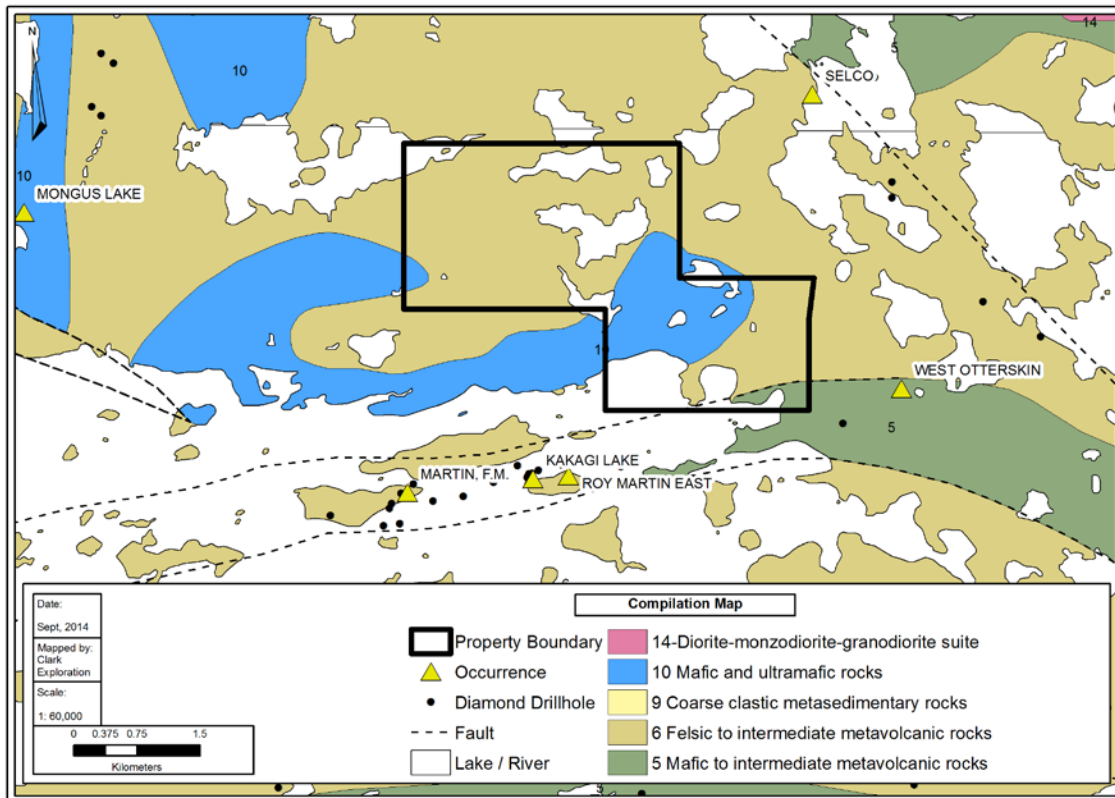 N
10
14
5
SELCO
10
MONGUS LAKE
10
WEST OTTERSKIN
5
KAKAGI LAKE
MARTIN, F.M.
ROY MARTIN EAST
Date:
Sept, 2014
Mapped by:
Clark
Exploration
Scale:
1: 60,000
0 0.375 0.75 1.5
Kilometers
Compilation Map
Property Boundary
Occurrence
Diamond Drillhole
Fault
Lake / River
14-Diorite-monzodiorite-granodiorite suite
10 Mafic and ultramafic rocks
9 Coarse clastic metasedimentary rocks
6 Felsic to intermediate metavolcanic rocks
5 Mafic to intermediate metavolcanic rocks
5